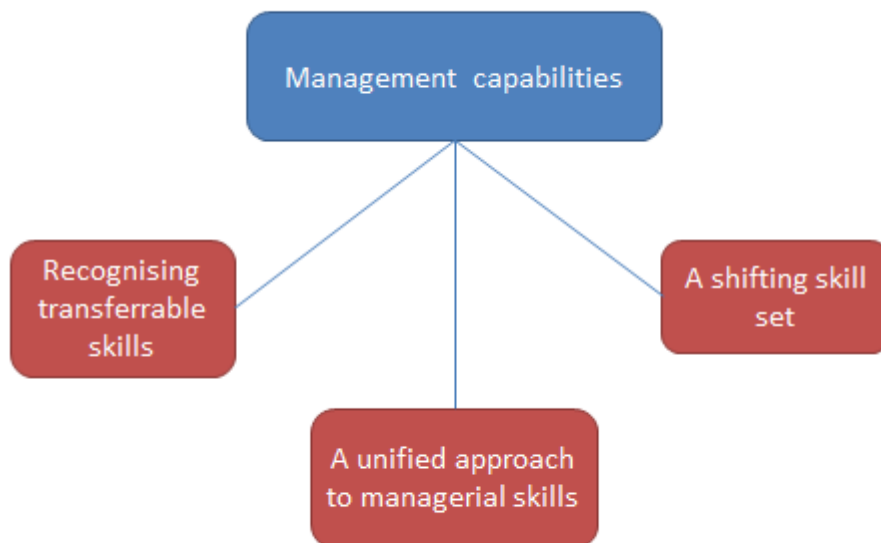 Management capabilities
Recognising
transferrable
skills
A shifting skill
set
A unified approach
to managerial skills